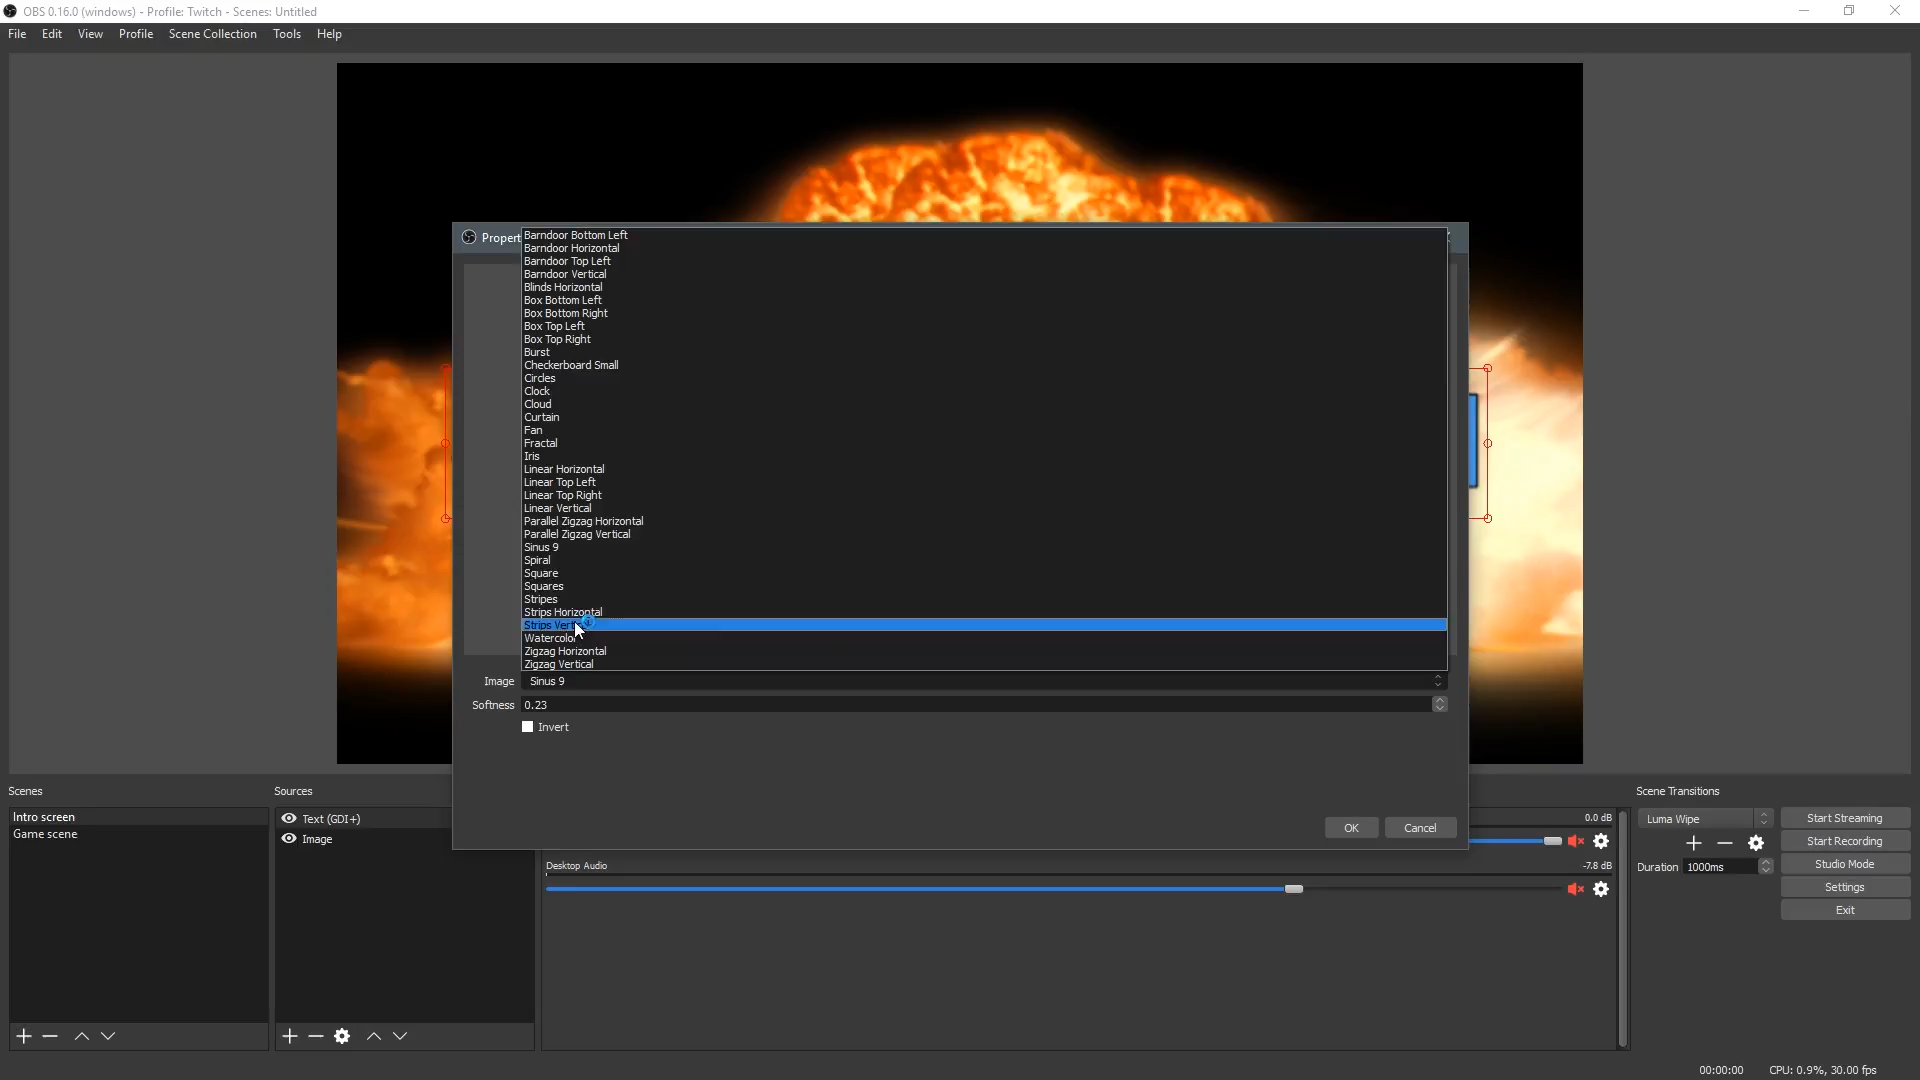 OBS 0.16.0 (windows) - Profile: Twitch - Scenes: Untitled
File Edit View Profile Scene Collection Tools Help
Propert
Barndoor Bottom Left
Barndoor Horizontal
Barndoor Top Left
Barndoor Vertical
Blinds Horizontal
Box Bottom Left
Box Bottom Right
Box Top Left
Box Top Right
Burst
Checkerboard Small
Circles
Clock
Cloud
Curtain
Fan
Fractal
Iris
Linear Horizontal
Linear Top Left
Linear Top Right
Linear Vertical
Parallel Zigzag Horizontal
Parallel Zigzag Vertical
Sinus 9
Spiral
Square
Squares
Stripes
Strips Horizontal
Strips Verti
Watercolor
Zigzag Horizontal
Zigzag Vertical
Image Sinus 9
Softness 0.23
Invert
OK Cancel
Scenes
Intro screen
Game scene
Sources
Text (GDI+)
Image
0.0 dB
Desktop Audio -7.8 dB
Scene Transitions
Luma Wipe
Duration 1000ms
Start Streaming
Start Recording
Studio Mode
Settings
Exit
00:00:00 CPU: 0.9%, 30.00 fps